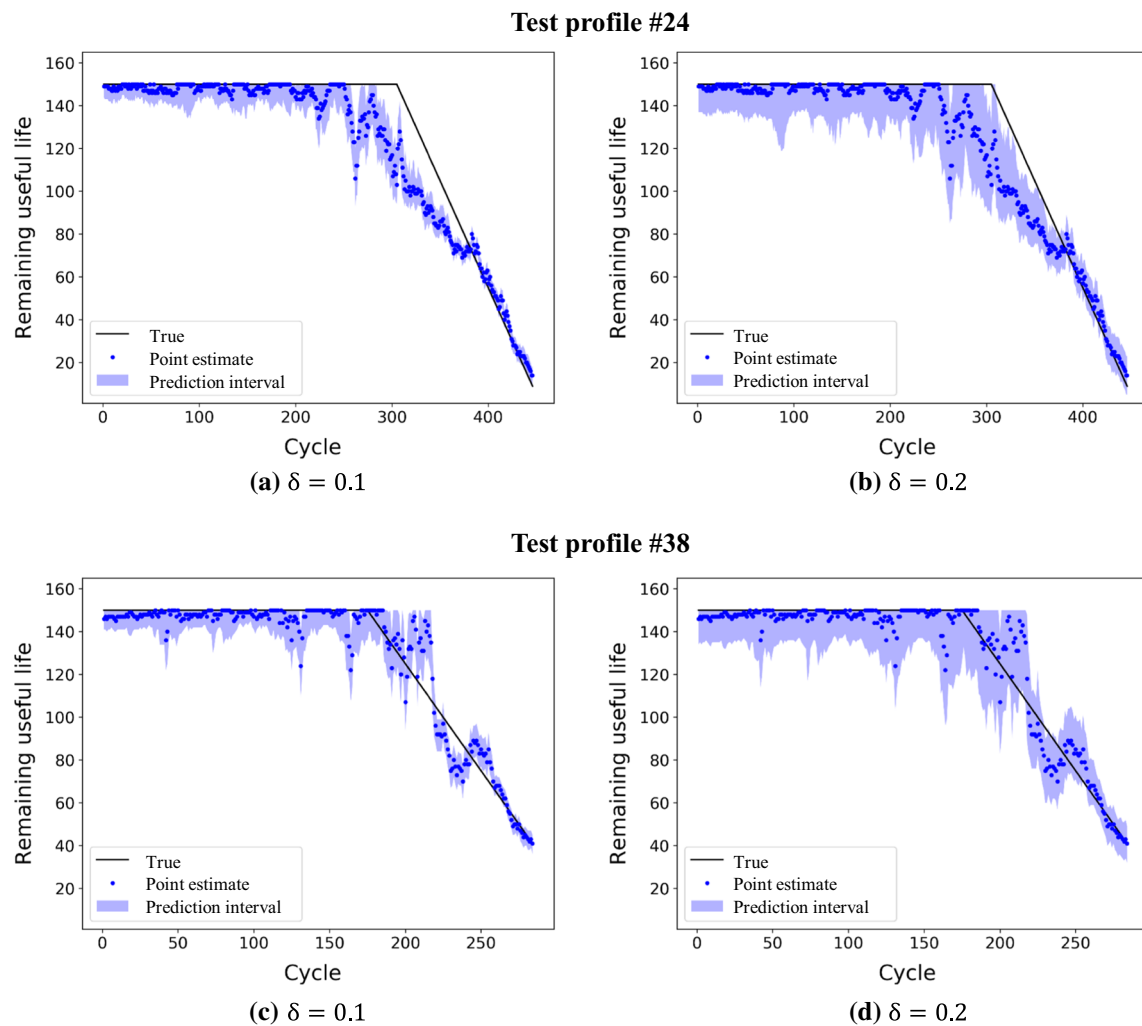 Test profile #24
160
140
120
100
80
60
40
20
Remaining useful life
True
Point estimate
Prediction interval
0 100 200 300 400
Cycle
(a) δ = 0.1
160
140
120
100
80
60
40
20
Remaining useful life
True
Point estimate
Prediction interval
0 100 200 300 400
Cycle
(b) δ = 0.2
Test profile #38
160
140
120
100
80
60
40
20
Remaining useful life
True
Point estimate
Prediction interval
0 50 100 150 200 250
Cycle
(c) δ = 0.1
160
140
120
100
80
60
40
20
Remaining useful life
True
Point estimate
Prediction interval
0 50 100 150 200 250
Cycle
(d) δ = 0.2